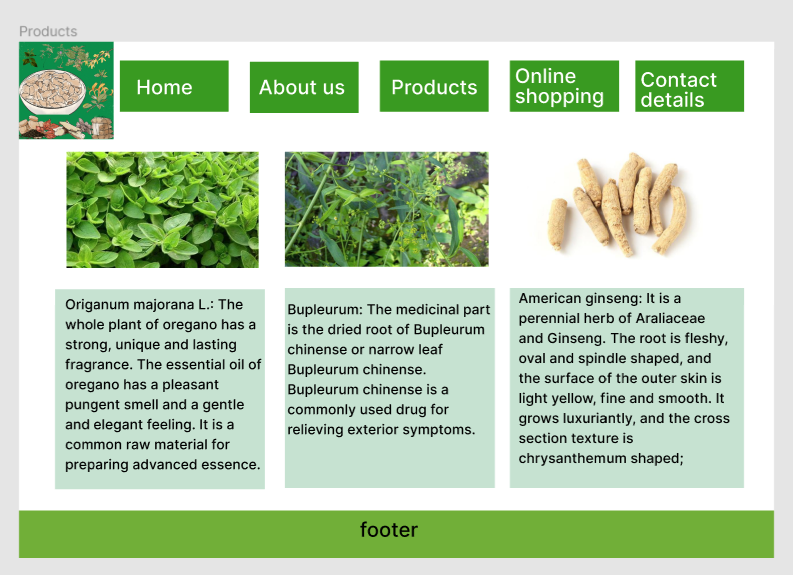 Products
Home
About us
Products
Online
shopping
Contact
details
Origanum majorana L.: The
whole plant of oregano has a
strong, unique and lasting
fragrance. The essential oil of
oregano has a pleasant
pungent smell and a gentle
and elegant feeling. It is a
common raw material for
preparing advanced essence.
Bupleurum: The medicinal part
is the dried root of Bupleurum
chinense or narrow leaf
Bupleurum chinense.
Bupleurum chinense is a
commonly used drug for
relieving exterior symptoms.
American ginseng: It is a
perennial herb of Araliaceae
and Ginseng. The root is fleshy,
oval and spindle shaped, and
the surface of the outer skin is
light yellow, fine and smooth. It
grows luxuriantly, and the cross
section texture is
chrysanthemum shaped;
footer